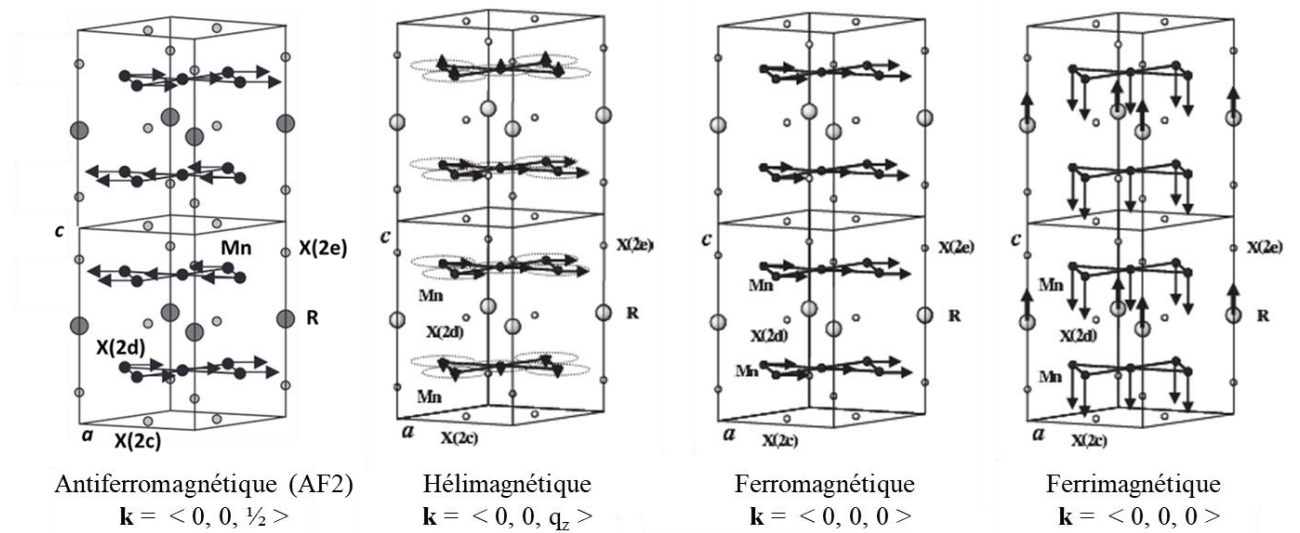 c
Mn
X(2e)
R
X(2d)
a
X(2c)
Antiferromagnétique (AF2)
k = < 0, 0, ½ >
c
X(2e)
Mn
R
X(2d)
Mn
a
X(2c)
Hélimagnétique
k = < 0, 0, qz >
c
X(2e)
Mn
R
X(2d)
Mn
a
X(2c)
Ferromagnétique
k = < 0, 0, 0 >
c
X(2e)
Mn
R
X(2d)
Mn
a
X(2c)
Ferrimagnétique
k = < 0, 0, 0 >